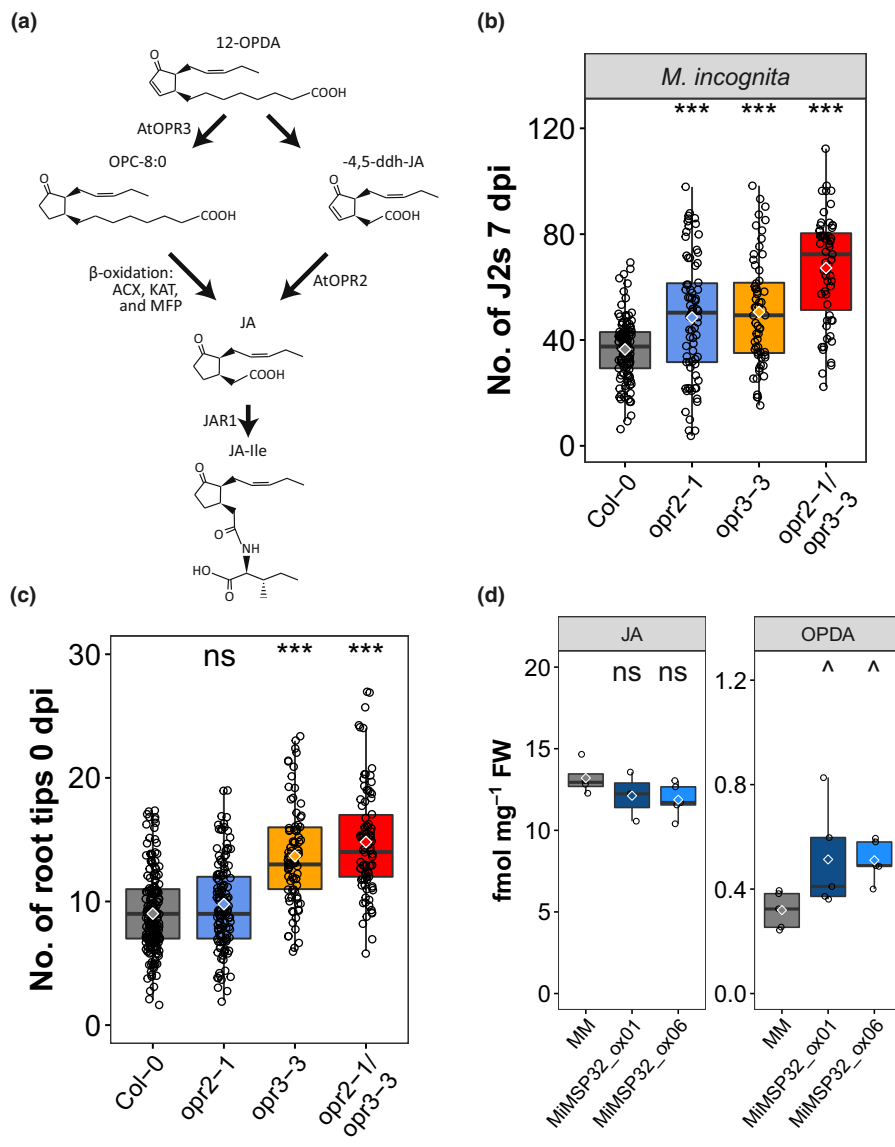 (a)
12-OPDA
O
COOH
AtOPR3
OPC-8:0
-4,5-ddh-JA
O
O
COOH
COOH
β-oxidation:
ACX, KAT,
and MFP
AtOPR2
JA
O
COOH
JAR1
JA-Ile
O
O
NH
HO
O
(b)
M. incognita
*** *** ***
120
80
40
0
No. of J2s 7 dpi
Col-0
opr2-1
opr3-3
opr2-1/
opr3-3
(c)
ns *** ***
30
20
10
0
No. of root tips 0 dpi
Col-0
opr2-1
opr3-3
opr2-1/
opr3-3
(d)
JA
OPDA
ns ns
^ ^
20
15
10
5
0
fmol mg⁻¹ FW
1.2
0.8
0.4
0.0
MM
MiMSP32_ox01
MiMSP32_ox06
MM
MiMSP32_ox01
MiMSP32_ox06